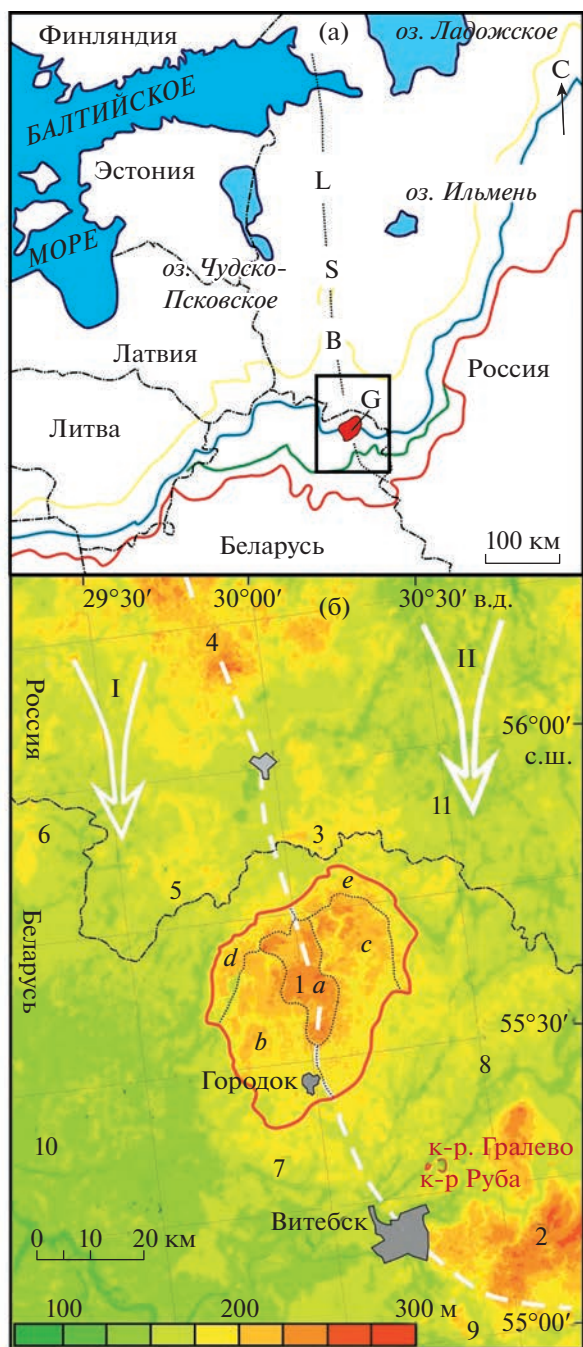 Финляндия
(а)
оз. Ладожское
С
БАЛТИЙСКОЕ
Эстония
L
оз. Ильмень
МОРЕ
S
оз. Чудско-
Псковское
B
Латвия
Россия
G
Литва
Беларусь
100 км
29°30′ 30°00′ (б) 30°30′ в.д.
4
I
II
Россия
56°00′
с.ш.
11
6
3
5
e
Беларусь
d
c
1 a
55°30′
b
8
Городок
10
к-р. Гралево
7
к-р Руба
Витебск
2
0 10 20 км
100 200 300 м
9
55°00′